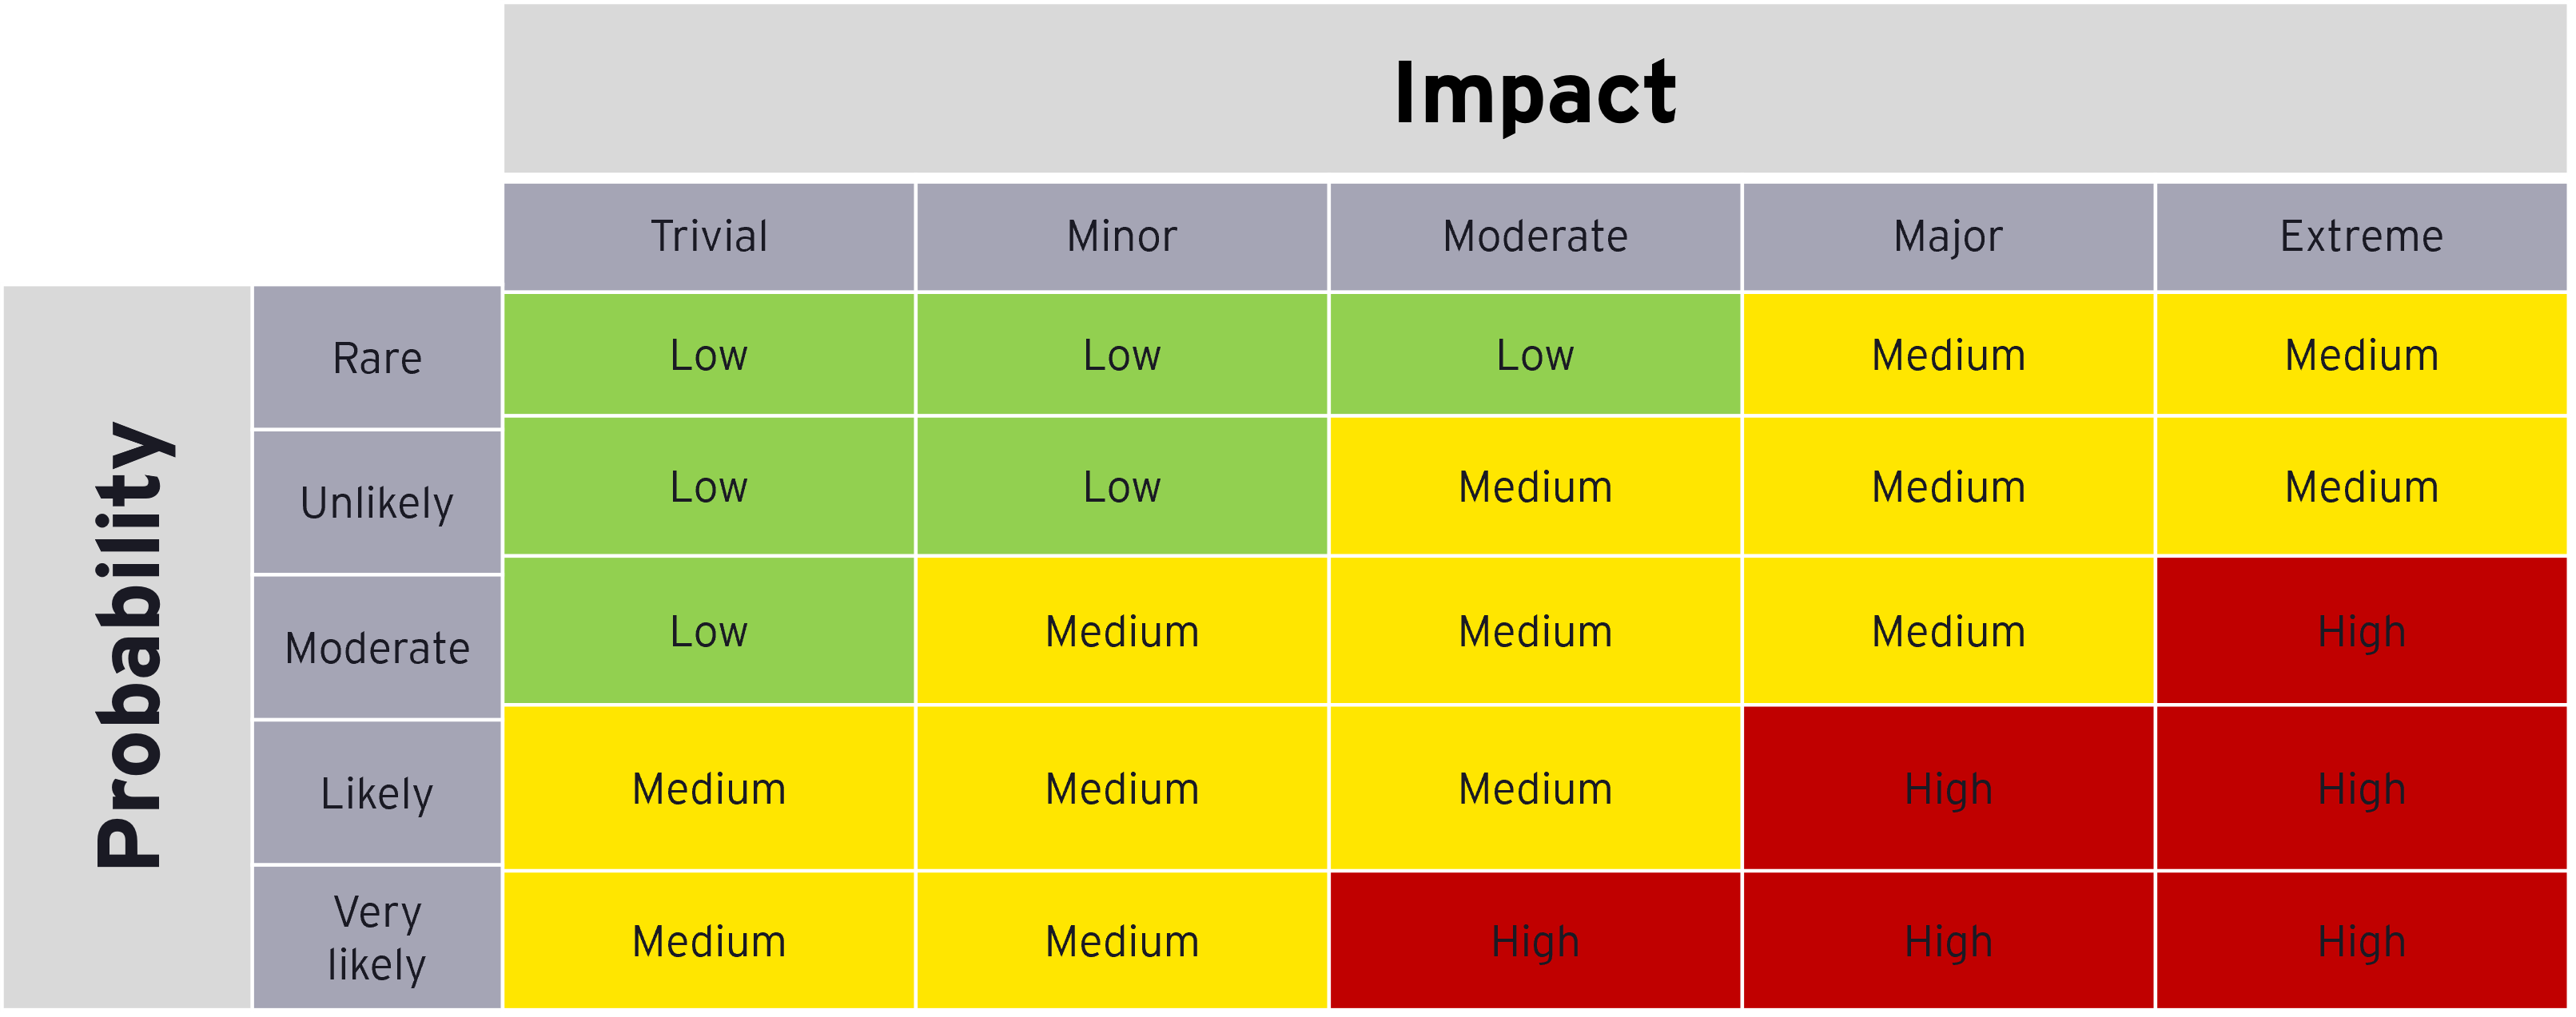 Impact
Trivial Minor Moderate Major Extreme
Probability
Rare Low Low Low Medium Medium
Unlikely Low Low Medium Medium Medium
Moderate Low Medium Medium Medium High
Likely Medium Medium Medium High High
Very
likely Medium Medium High High High